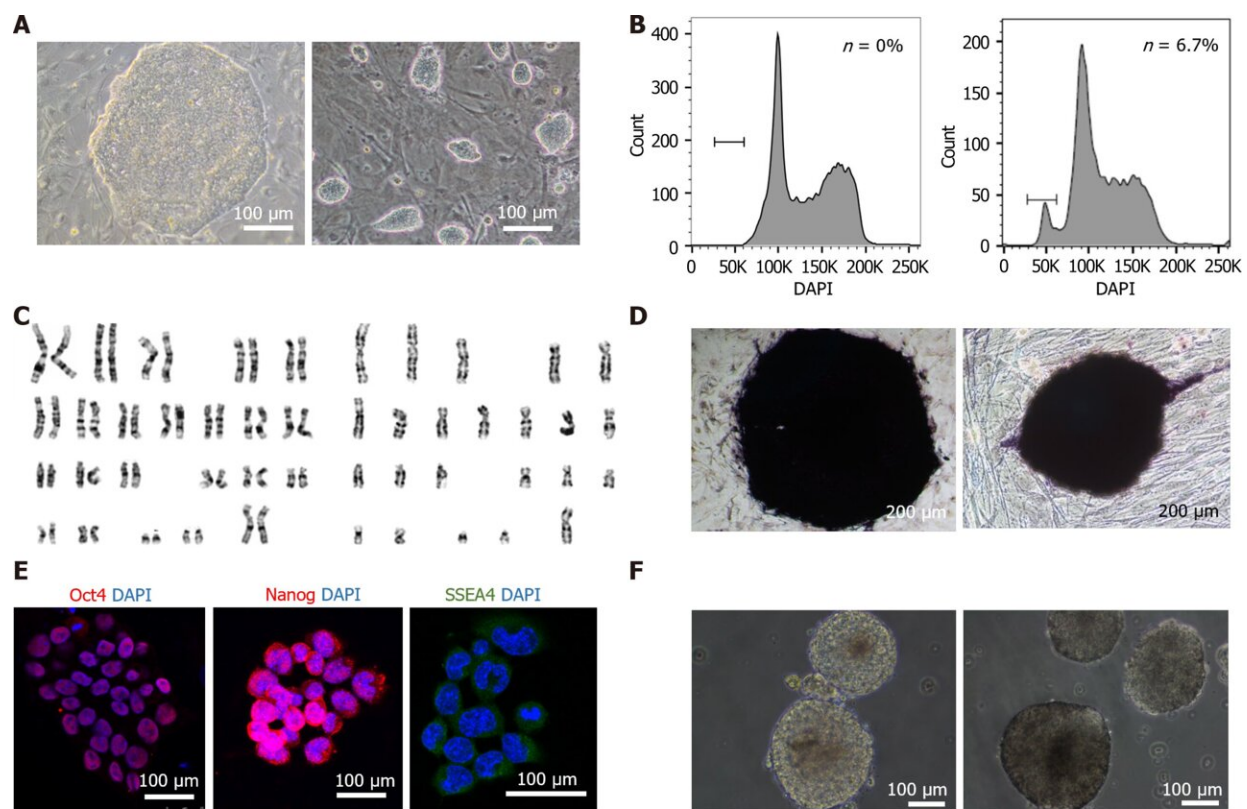 A
100 μm
100 μm
B
400
300
200
100
0
Count
n = 0%
0 50K 100K 150K 200K 250K
DAPI
200
150
100
50
0
Count
n = 6.7%
0 50K 100K 150K 200K 250K
DAPI
C
D
200 μm
200 μm
E
Oct4 DAPI
Nanog DAPI
SSEA4 DAPI
100 μm
100 μm
100 μm
F
100 μm
100 μm